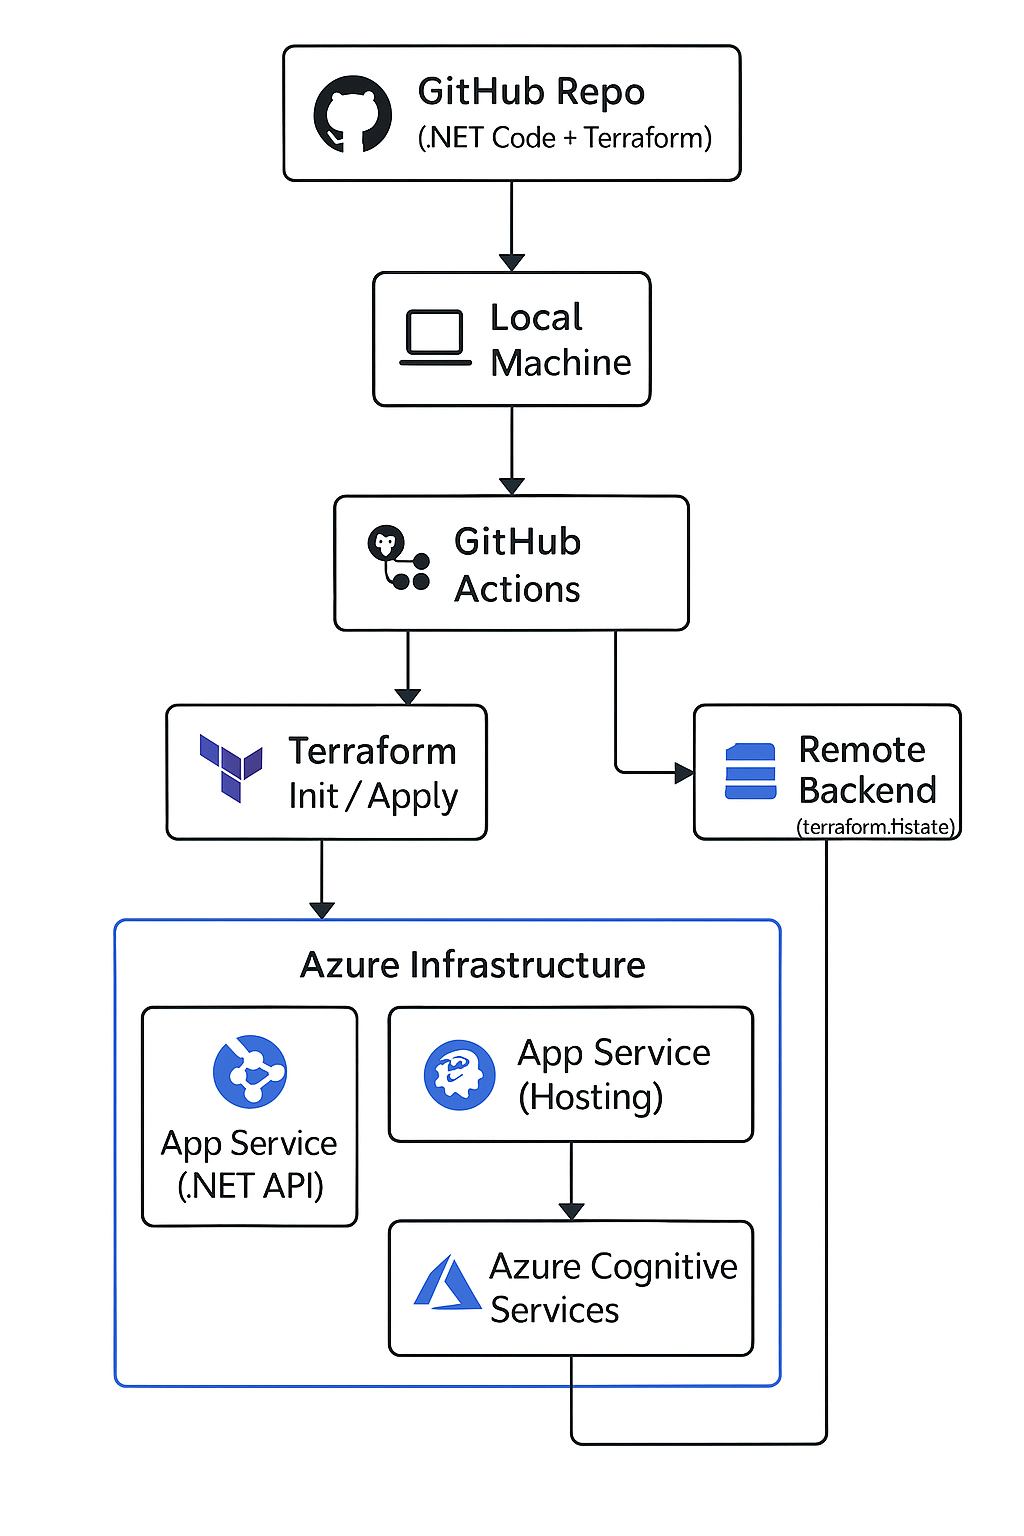 GitHub Repo
(.NET Code + Terraform)
Local
Machine
GitHub
Actions
Terraform
Init / Apply
Remote
Backend
(terraform.tistate)
Azure Infrastructure
App Service
(.NET API)
App Service
(Hosting)
Azure Cognitive
Services